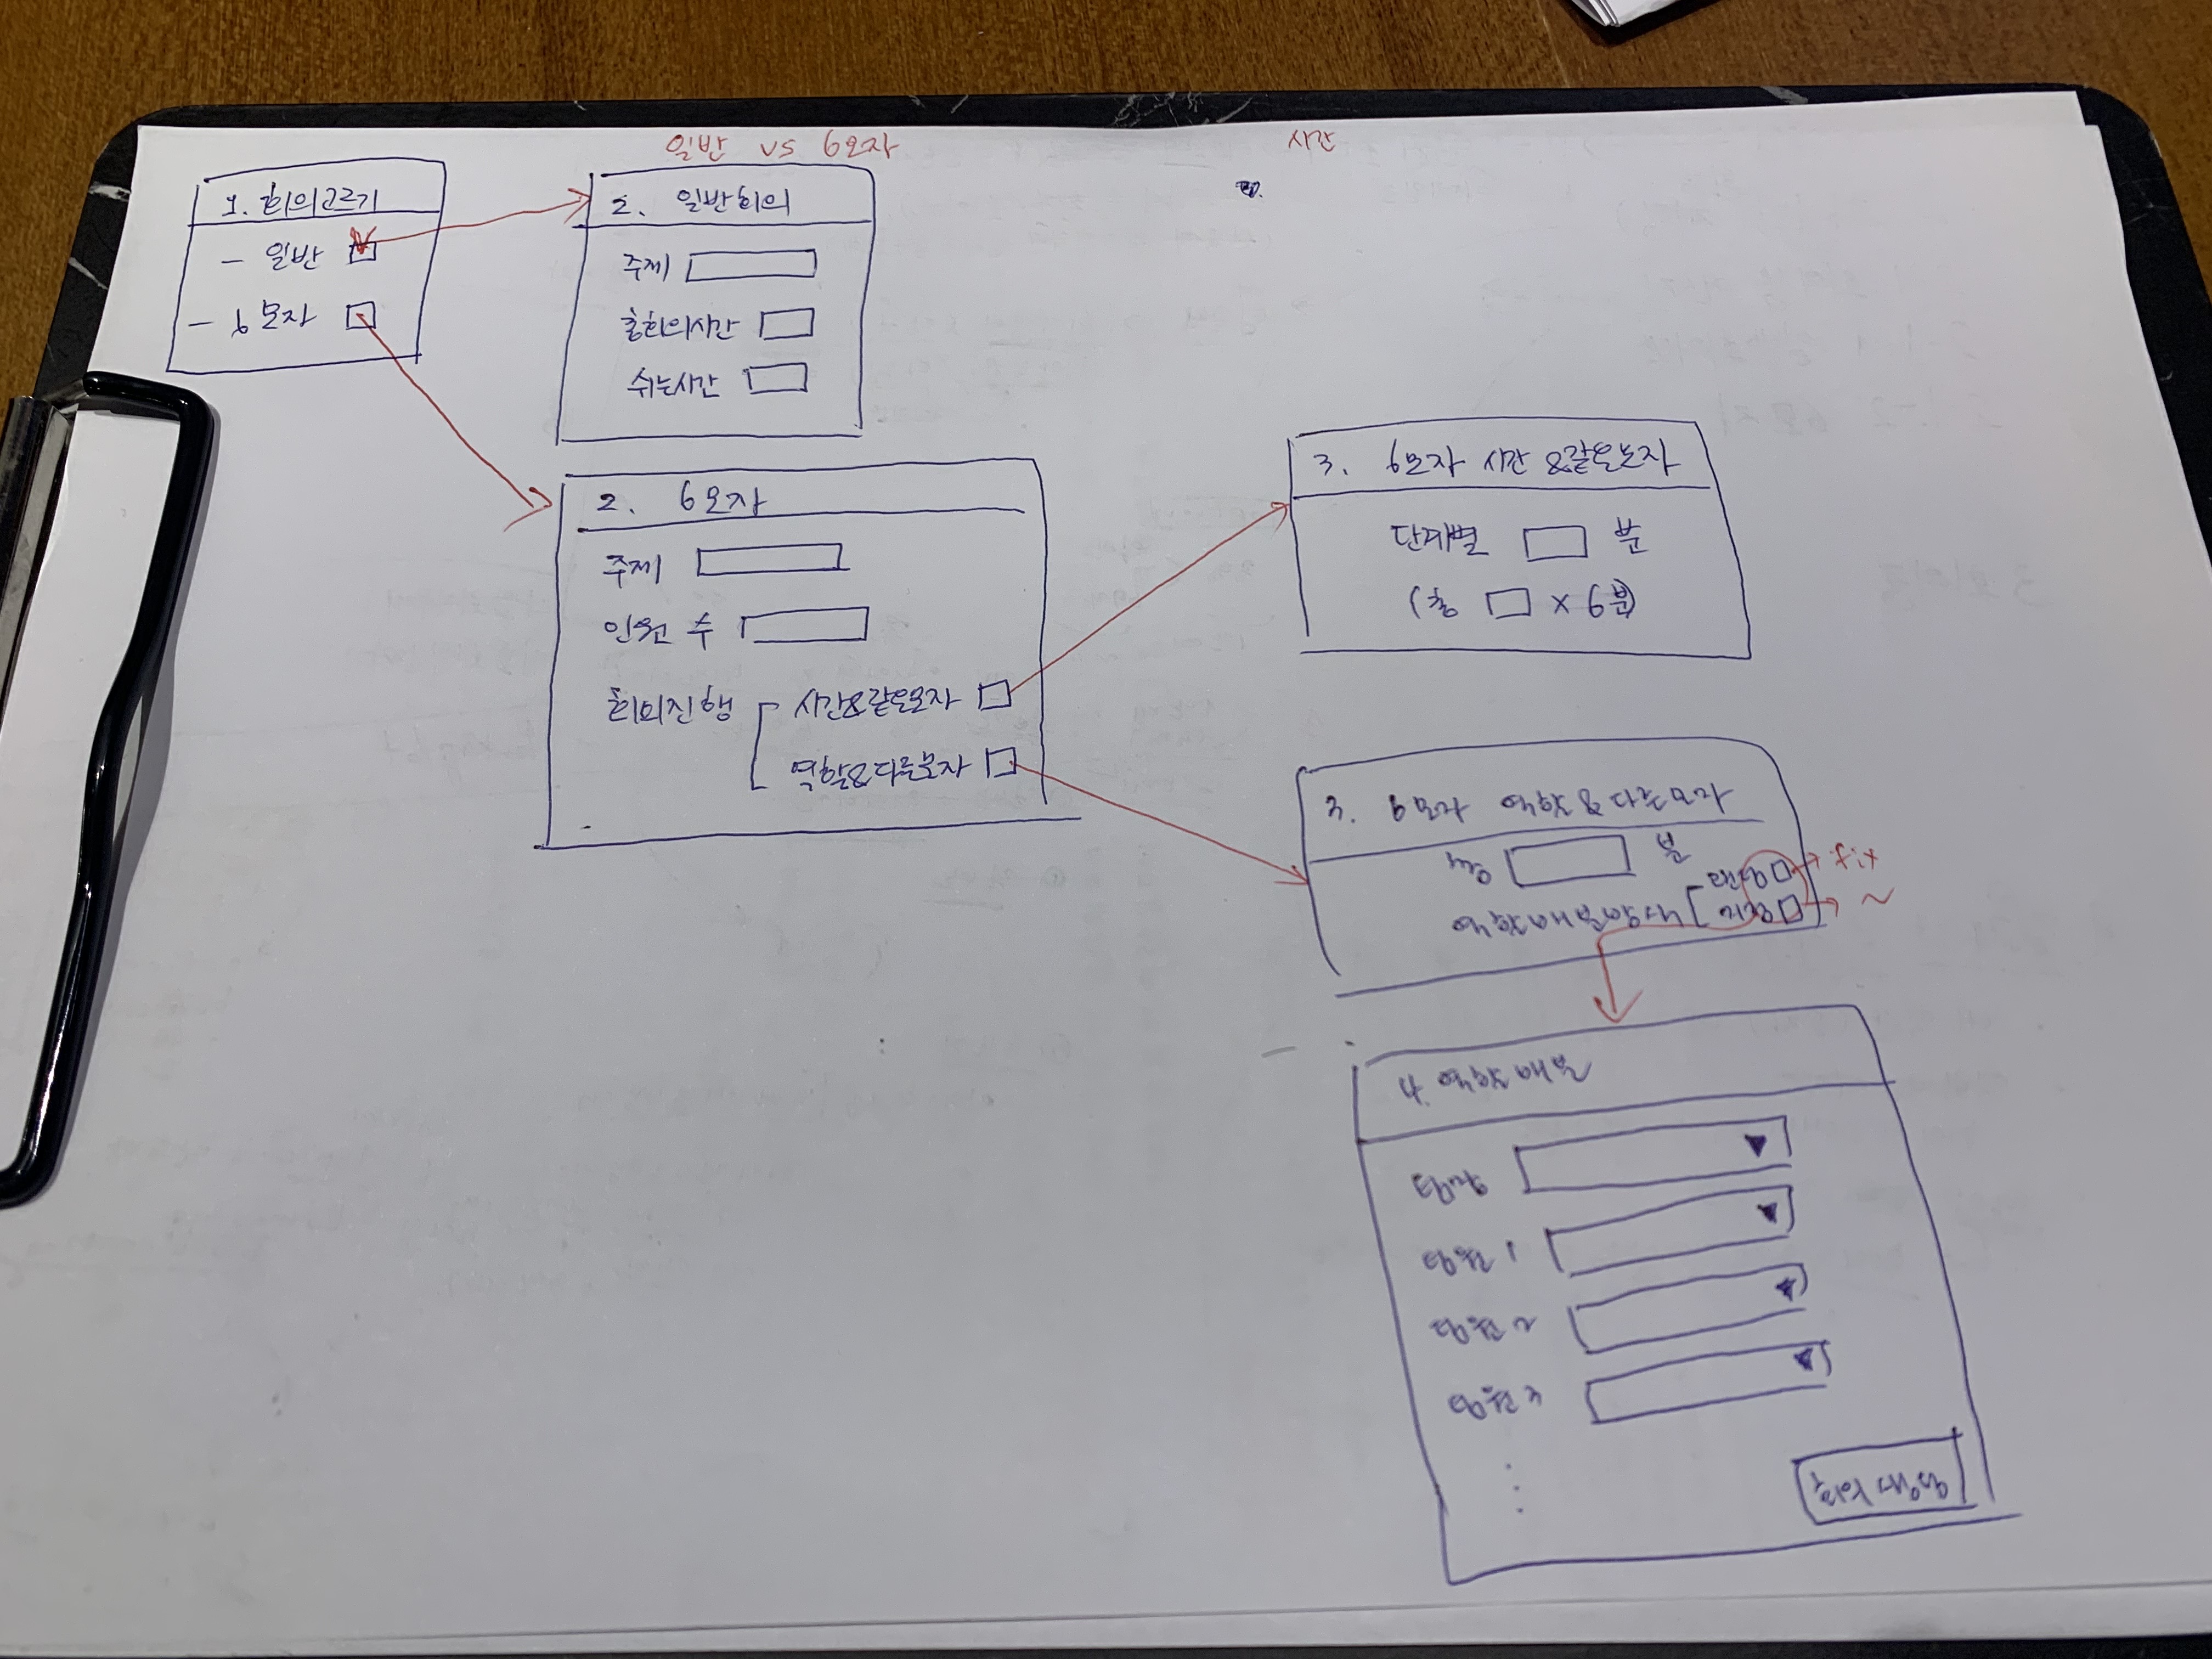 일반 vs 6모자
시간
1. 회의고르기
- 일반
- 6모자
2. 일반회의
주제
총회의시간
쉬는시간
2. 6모자
주제
인원 수
회의진행
시간&같은모자
역할&다른모자
3. 6모자 시간 &같은모자
단계별 분
(총 × 6분)
3. 6모자 역할 & 다른모자
총 분
랜덤 fix
역할배분방식 지정 ~
4. 역할 배분
팀장
팀원 1
팀원 2
팀원 3
⋮
회의 생성